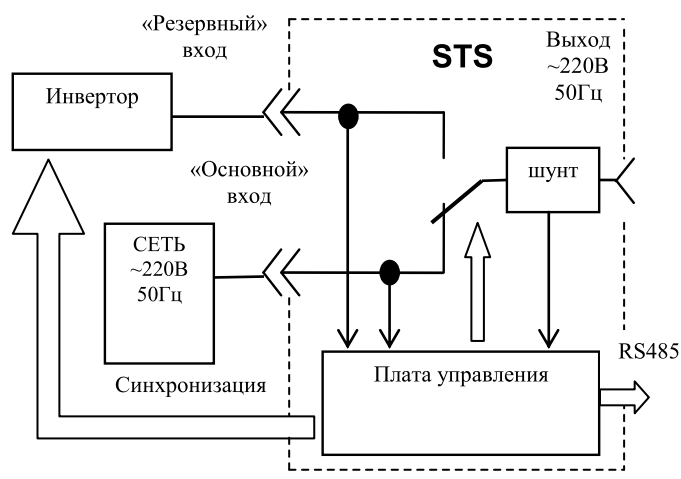 «Резервный»
вход
STS
Выход
~220В
50Гц
Инвертор
«Основной»
вход
шунт
СЕТЬ
~220В
50Гц
RS485
Синхронизация
Плата управления